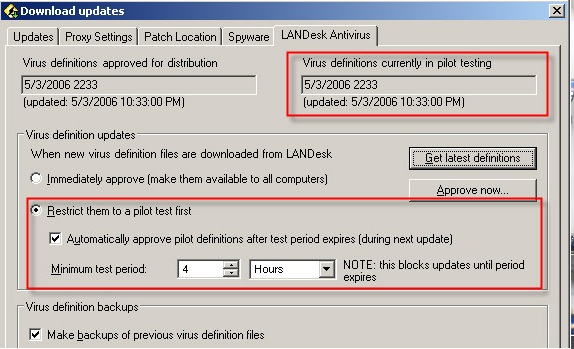 Download updates
Updates
Proxy Settings
Patch Location
Spyware
LANDesk Antivirus
Virus definitions approved for distribution
5/3/2006 2233
(updated: 5/3/2006 10:33:00 PM)
Virus definitions currently in pilot testing
5/3/2006 2233
(updated: 5/3/2006 10:33:00 PM)
Virus definition updates
When new virus definition files are downloaded from LANDesk
Get latest definitions
Immediately approve (make them available to all computers)
Approve now...
Restrict them to a pilot test first
Automatically approve pilot definitions after test period expires (during next update)
Minimum test period:
4
Hours
NOTE: this blocks updates until period
expires
Virus definition backups
Make backups of previous virus definition files